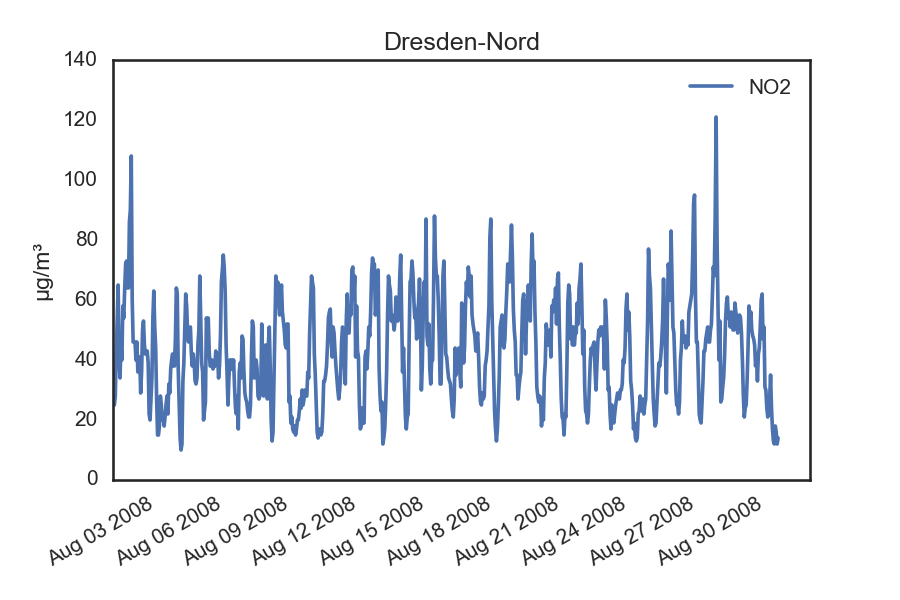 Dresden-Nord
NO2
µg/m³
140
120
100
80
60
40
20
0
Aug 03 2008
Aug 06 2008
Aug 09 2008
Aug 12 2008
Aug 15 2008
Aug 18 2008
Aug 21 2008
Aug 24 2008
Aug 27 2008
Aug 30 2008